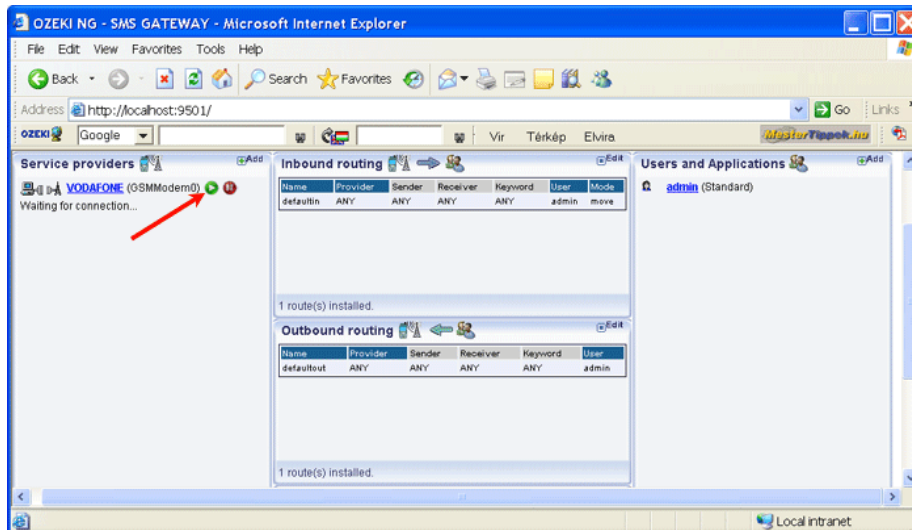 OZEKI NG - SMS GATEWAY - Microsoft Internet Explorer
File Edit View Favorites Tools Help
Back Search Favorites
Address http://localhost:9501/ Go Links
OZEKI Google Vir Térkép Elvira MasterTippek.hu
Service providers Add
VODAFONE (GSMModem0)
Waiting for connection...
Inbound routing Edit
Name Provider Sender Receiver Keyword User Mode
defaultin ANY ANY ANY ANY admin move
1 route(s) installed.
Outbound routing Edit
Name Provider Sender Receiver Keyword User
defaultout ANY ANY ANY ANY admin
1 route(s) installed.
Users and Applications Add
admin (Standard)
Local intranet